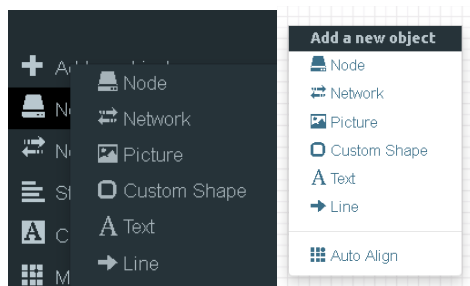 Node
Network
Picture
Custom Shape
Text
Line
Add a new object
Node
Network
Picture
Custom Shape
Text
Line
Auto Align